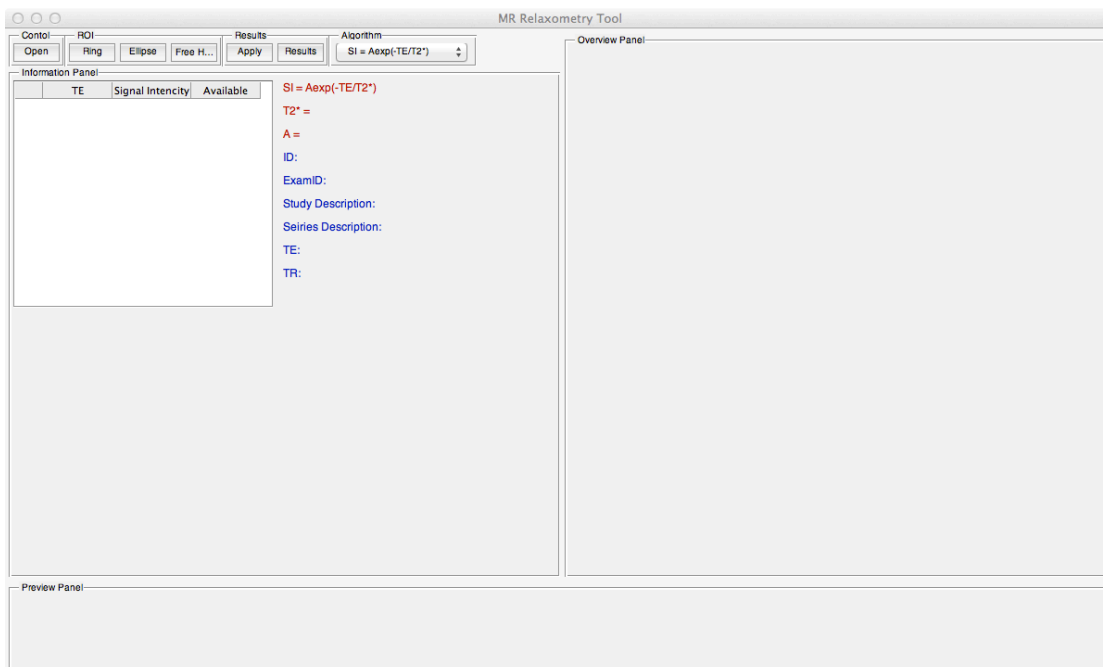 MR Relaxometry Tool
Contol ROI Results Algorithm
Open Ring Ellipse Free H... Apply Results SI = Aexp(-TE/T2*)
Overview Panel
Information Panel
TE Signal Intencity Available
SI = Aexp(-TE/T2*)
T2* =
A =
ID:
ExamID:
Study Description:
Seiries Description:
TE:
TR:
Preview Panel